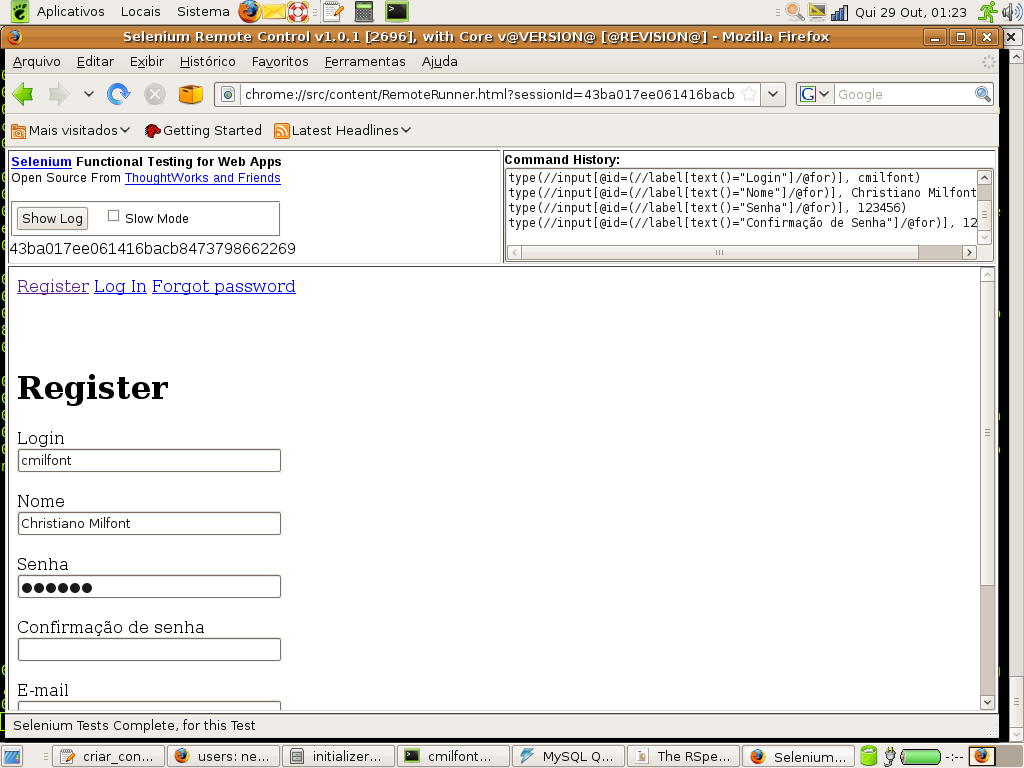 Aplicativos Locais Sistema Qui 29 Out, 01:23
Selenium Remote Control v1.0.1 [2696], with Core v@VERSION@ [@REVISION@] - Mozilla Firefox
Arquivo Editar Exibir Histórico Favoritos Ferramentas Ajuda
chrome://src/content/RemoteRunner.html?sessionId=43ba017ee061416bacb Google
Mais visitados Getting Started Latest Headlines
Selenium Functional Testing for Web Apps
Open Source From ThoughtWorks and Friends
Show Log Slow Mode
43ba017ee061416bacb8473798662269
Command History:
type(//input[@id=(//label[text()="Login"]/@for)], cmilfont)
type(//input[@id=(//label[text()="Nome"]/@for)], Christiano Milfont
type(//input[@id=(//label[text()="Senha"]/@for)], 123456)
type(//input[@id=(//label[text()="Confirmação de Senha"]/@for)], 12
Register Log In Forgot password
Register
Login
cmilfont
Nome
Christiano Milfont
Senha
●●●●●●
Confirmação de senha
E-mail
Selenium Tests Complete, for this Test
criar_con... users: ne... initializer... cmilfont... MySQL Q... The RSpe... Selenium... -:--